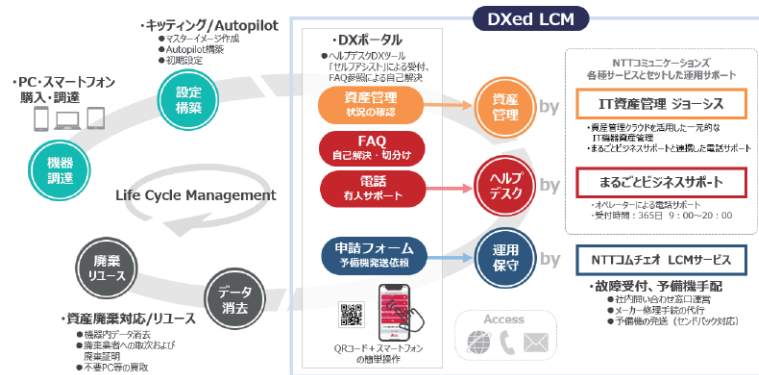 DXed LCM
・キッティング/Autopilot
●マスターイメージ作成
●Autopilot構築
●初期設定
・PC・スマートフォン
購入・調達
設定
構築
機器
調達
Life Cycle Management
廃棄
リユース
データ
消去
・資産廃棄対応/リユース
●機器内データ消去
●廃棄業者への取次および
廃棄証明
●不要PC等の買取
・DXポータル
●ヘルプデスクDXツール
「セルフアシスト」による受付、
FAQ参照による自己解決
資産管理
状況の確認
FAQ
自己解決・切分け
電話
有人サポート
申請フォーム
予備機発送依頼
QRコード+スマートフォン
の簡単操作
資産
管理
by
ヘルプ
デスク
by
運用
保守
by
Access
NTTコミュニケーションズ
各種サービスとセットした運用サポート
IT資産管理 ジョーシス
・資産管理クラウドを活用した一元的な
IT機器資産管理
・まるごとビジネスサポートと連携した電話サポート
まるごとビジネスサポート
・オペレーターによる電話サポート
・受付時間：365日 9：00～20：00
NTTコムチェオ LCMサービス
・故障受付、予備機手配
●社内問い合わせ窓口運営
●メーカー修理手続の代行
●予備機の発送（センドバック対応）